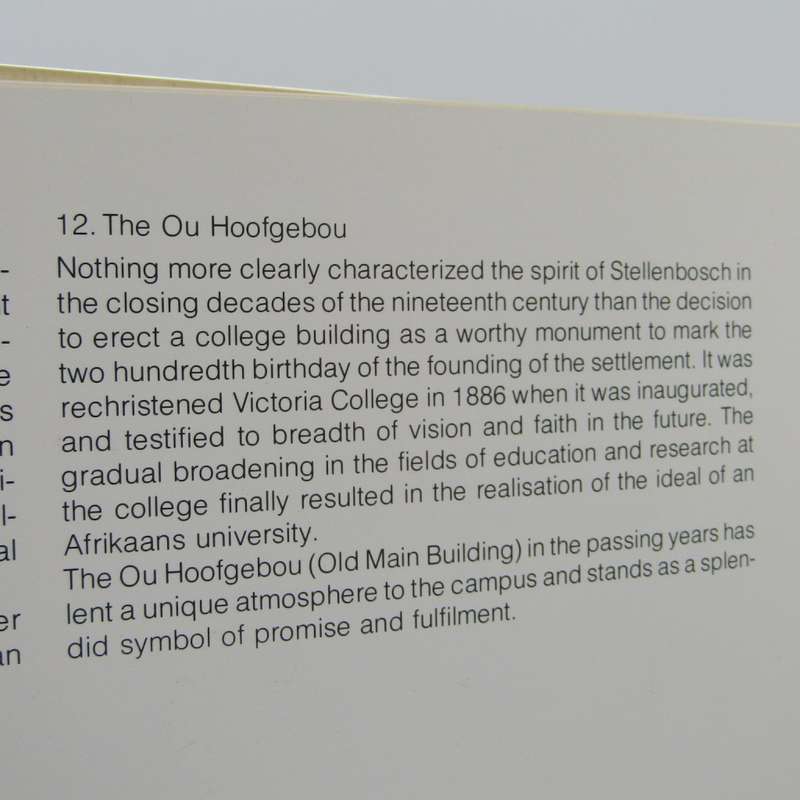 12. The Ou Hoofgebou
Nothing more clearly characterized the spirit of Stellenbosch in
the closing decades of the nineteenth century than the decision
to erect a college building as a worthy monument to mark the
two hundredth birthday of the founding of the settlement. It was
rechristened Victoria College in 1886 when it was inaugurated,
and testified to breadth of vision and faith in the future. The
gradual broadening in the fields of education and research at
the college finally resulted in the realisation of the ideal of an
Afrikaans university.
The Ou Hoofgebou (Old Main Building) in the passing years has
lent a unique atmosphere to the campus and stands as a splen-
did symbol of promise and fulfilment.